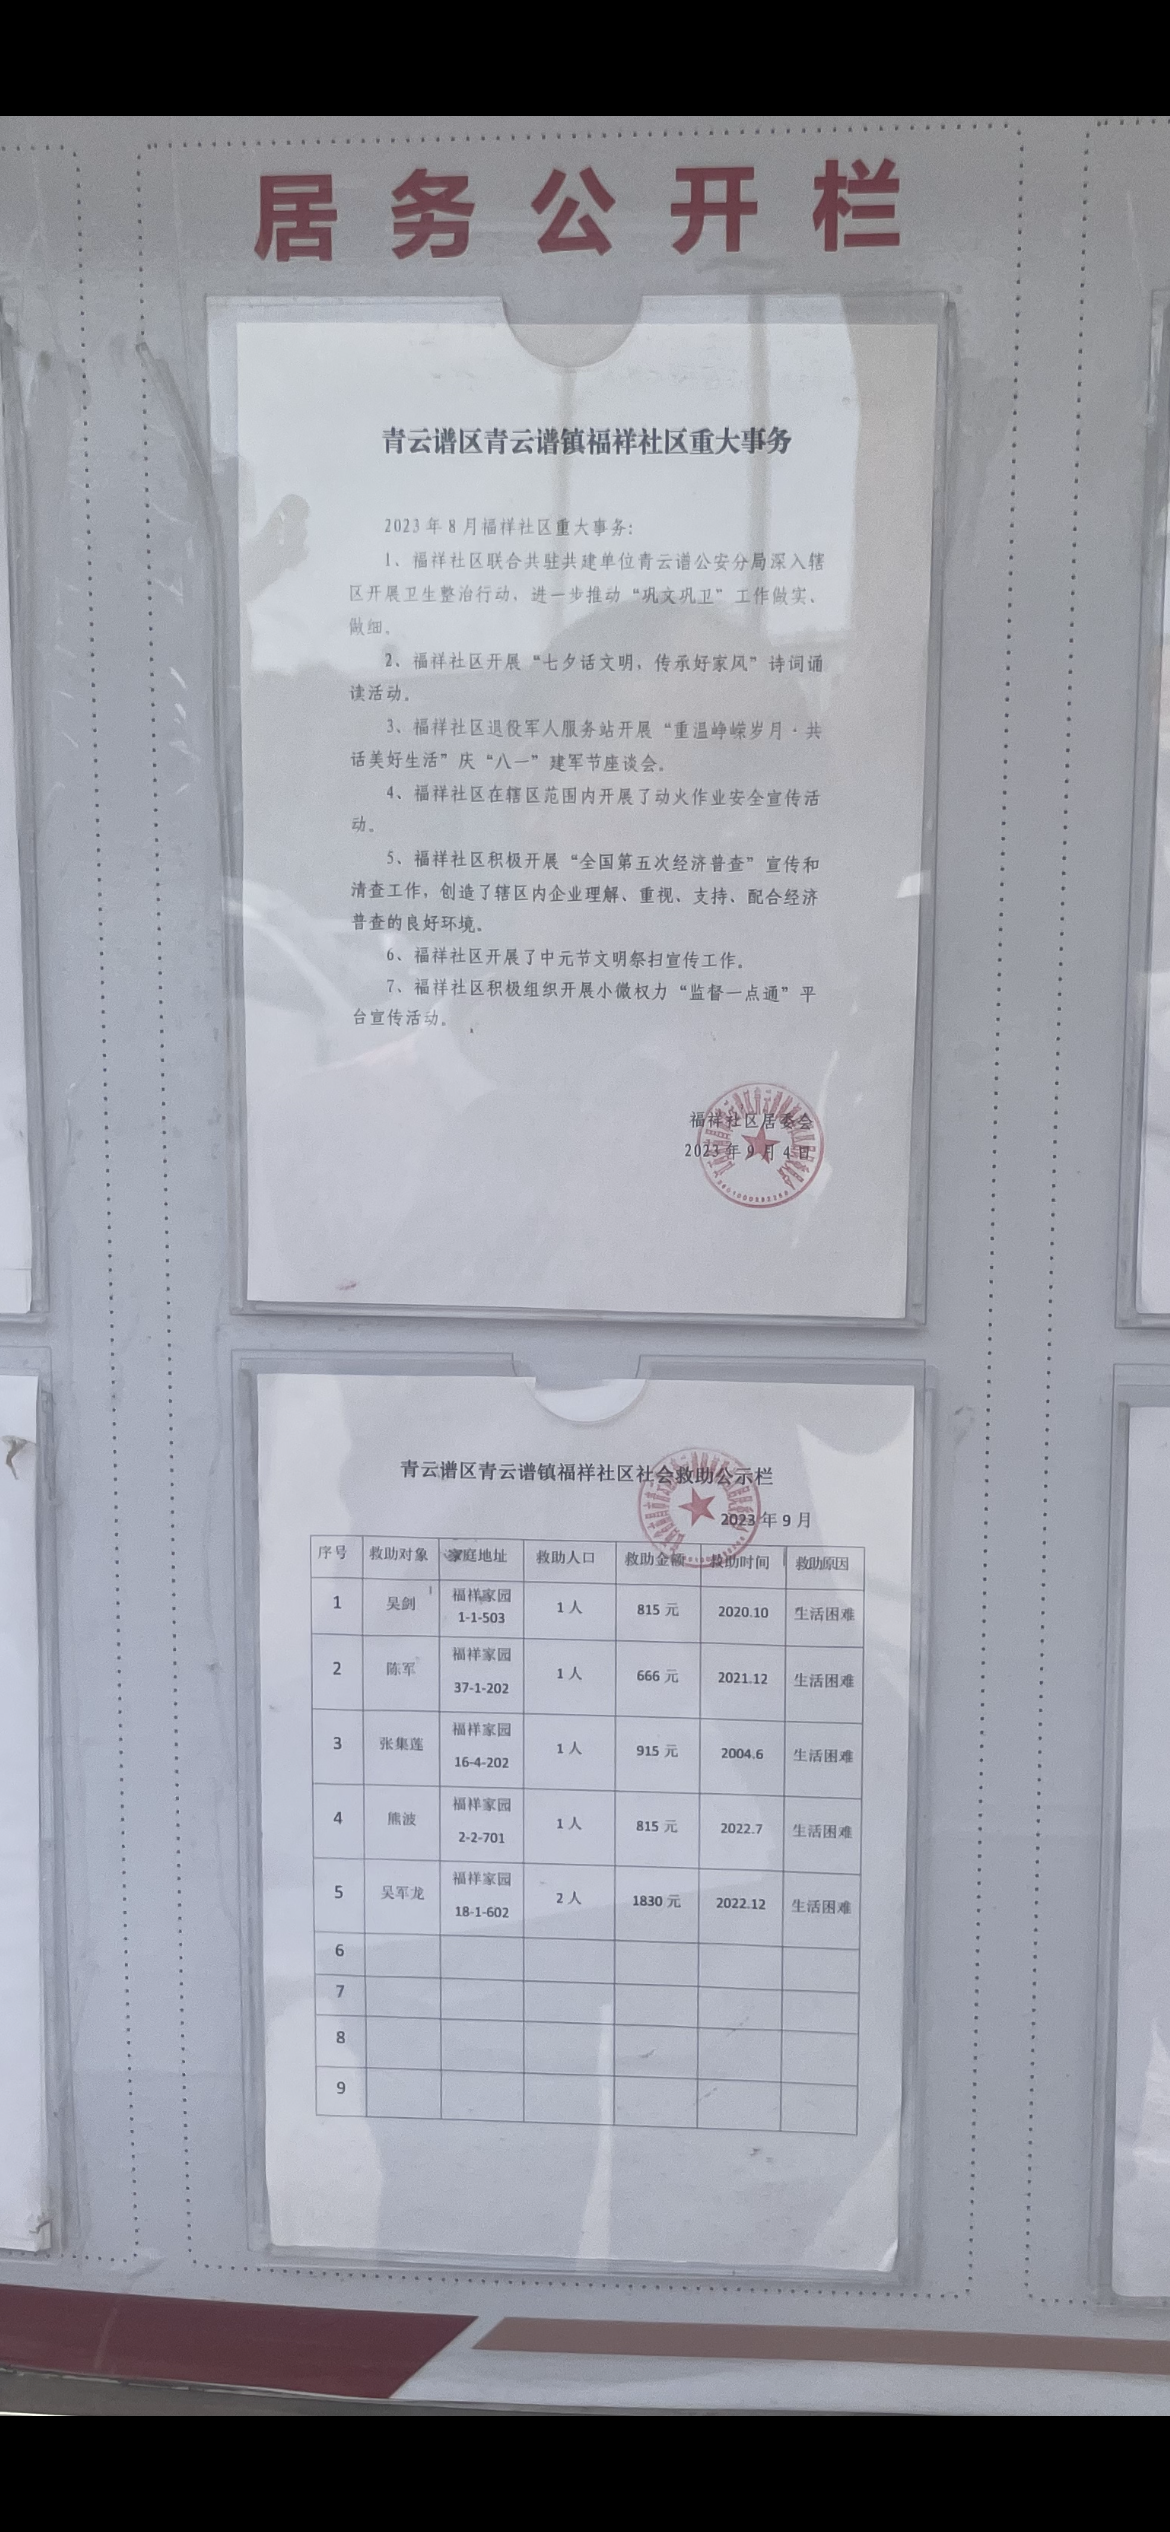 居务公开栏
青云谱区青云谱镇福祥社区重大事务
2023年8月福祥社区重大事务:
1、福祥社区联合共驻共建单位青云谱公安分局深入辖
区开展卫生整治行动，进一步推动“巩文巩卫”工作做实、
做细。
2、福祥社区开展“七夕话文明，传承好家风”诗词诵
读活动。
3、福祥社区退役军人服务站开展“重温峥嵘岁月·共
话美好生活”庆“八一”建军节座谈会。
4、福祥社区在辖区范围内开展了动火作业安全宣传活
动。
5、福祥社区积极开展“全国第五次经济普查”宣传和
清查工作，创造了辖区内企业理解、重视、支持、配合经济
普查的良好环境。
6、福祥社区开展了中元节文明祭扫宣传工作。
7、福祥社区积极组织开展小微权力“监督一点通”平
台宣传活动。
福祥社区居委会
2023年9月4日
青云谱区青云谱镇福祥社区社会救助公示栏
2023年9月
序号 救助对象 家庭地址 救助人口 救助金额 救助时间 救助原因
1 吴剑 福祥家园 1-1-503 1人 815元 2020.10 生活困难
2 陈军 福祥家园 37-1-202 1人 666元 2021.12 生活困难
3 张集莲 福祥家园 16-4-202 1人 915元 2004.6 生活困难
4 熊波 福祥家园 2-2-701 1人 815元 2022.7 生活困难
5 吴军龙 福祥家园 18-1-602 2人 1830元 2022.12 生活困难
6
7
8
9